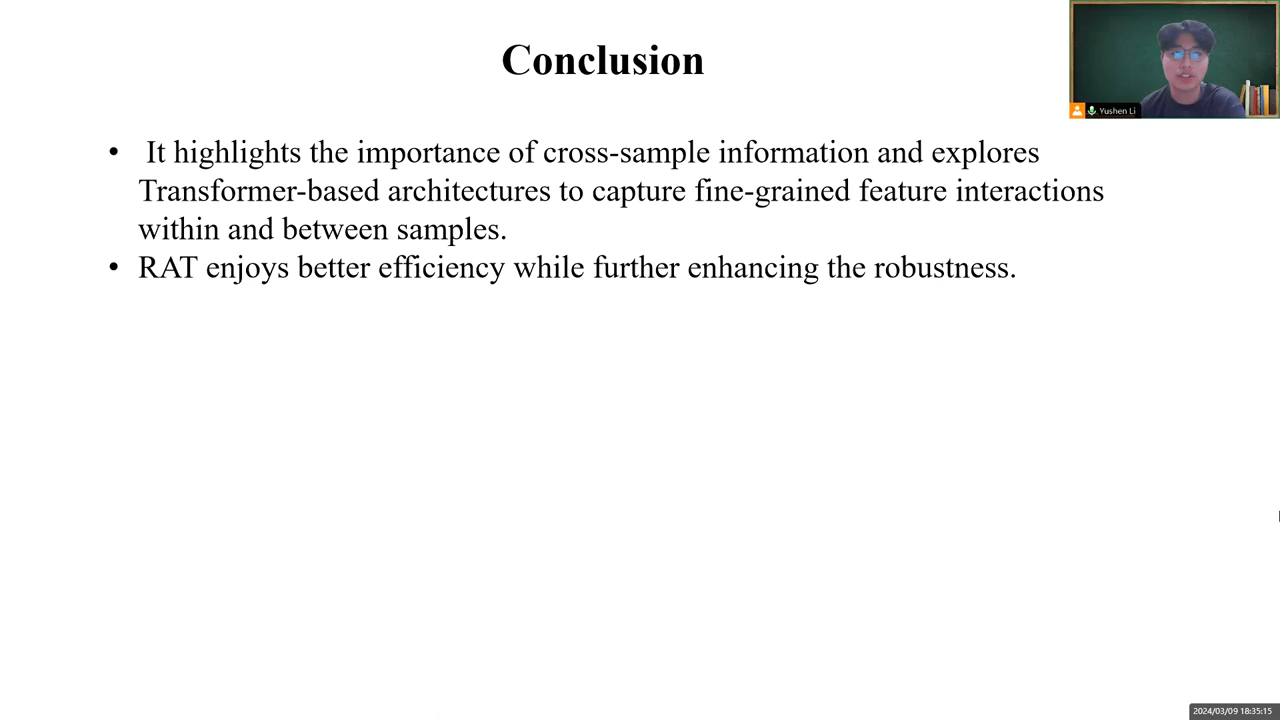 Conclusion
Yushen Li
• It highlights the importance of cross-sample information and explores
Transformer-based architectures to capture fine-grained feature interactions
within and between samples.
• RAT enjoys better efficiency while further enhancing the robustness.
2024/03/09 18:35:15